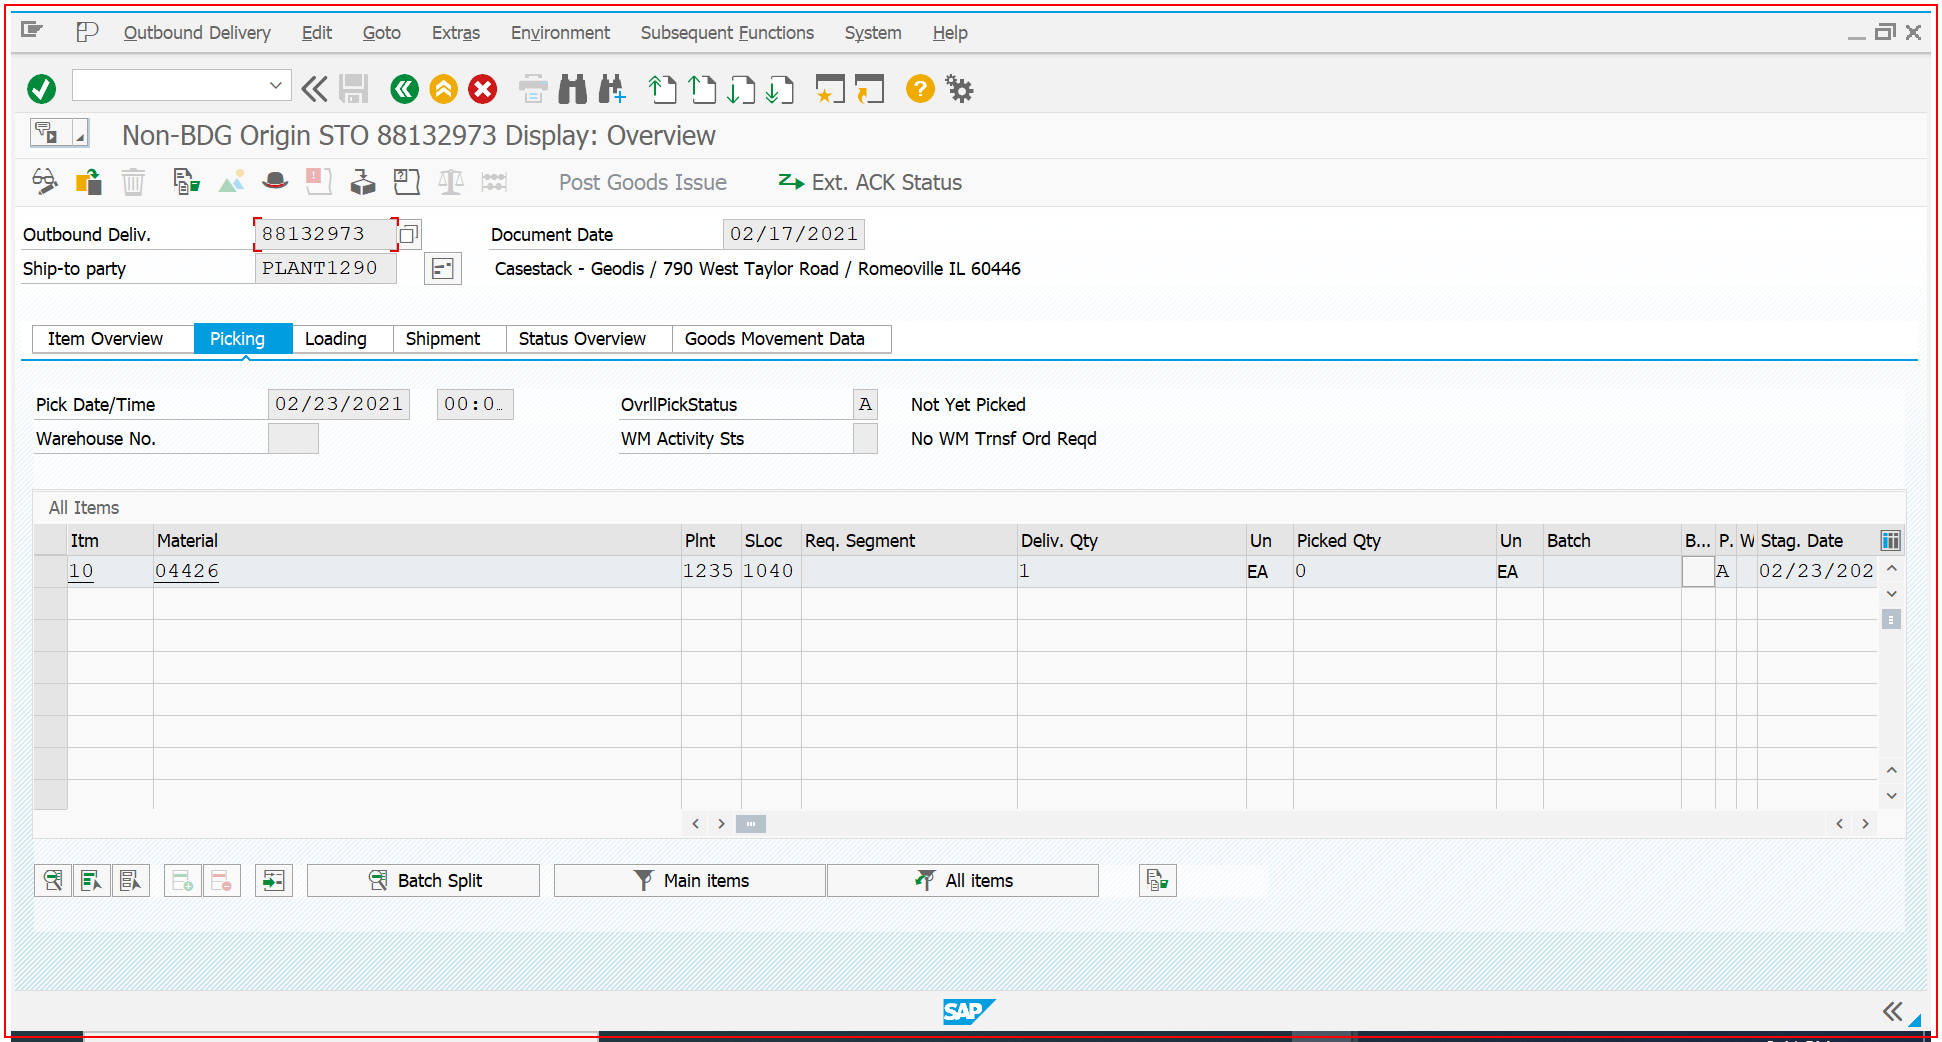 Outbound Delivery Edit Goto Extras Environment Subsequent Functions System Help
Non-BDG Origin STO 88132973 Display: Overview
Post Goods Issue Ext. ACK Status
Outbound Deliv. 88132973 Document Date 02/17/2021
Ship-to party PLANT1290 Casestack - Geodis / 790 West Taylor Road / Romeoville IL 60446
Item Overview Picking Loading Shipment Status Overview Goods Movement Data
Pick Date/Time 02/23/2021 00:0… OvrllPickStatus A Not Yet Picked
Warehouse No. WM Activity Sts No WM Trnsf Ord Reqd
All Items
Itm Material Plnt SLoc Req. Segment Deliv. Qty Un Picked Qty Un Batch B... P. W Stag. Date
10 04426 1235 1040 1 EA 0 EA A 02/23/202
Batch Split Main items All items
SAP